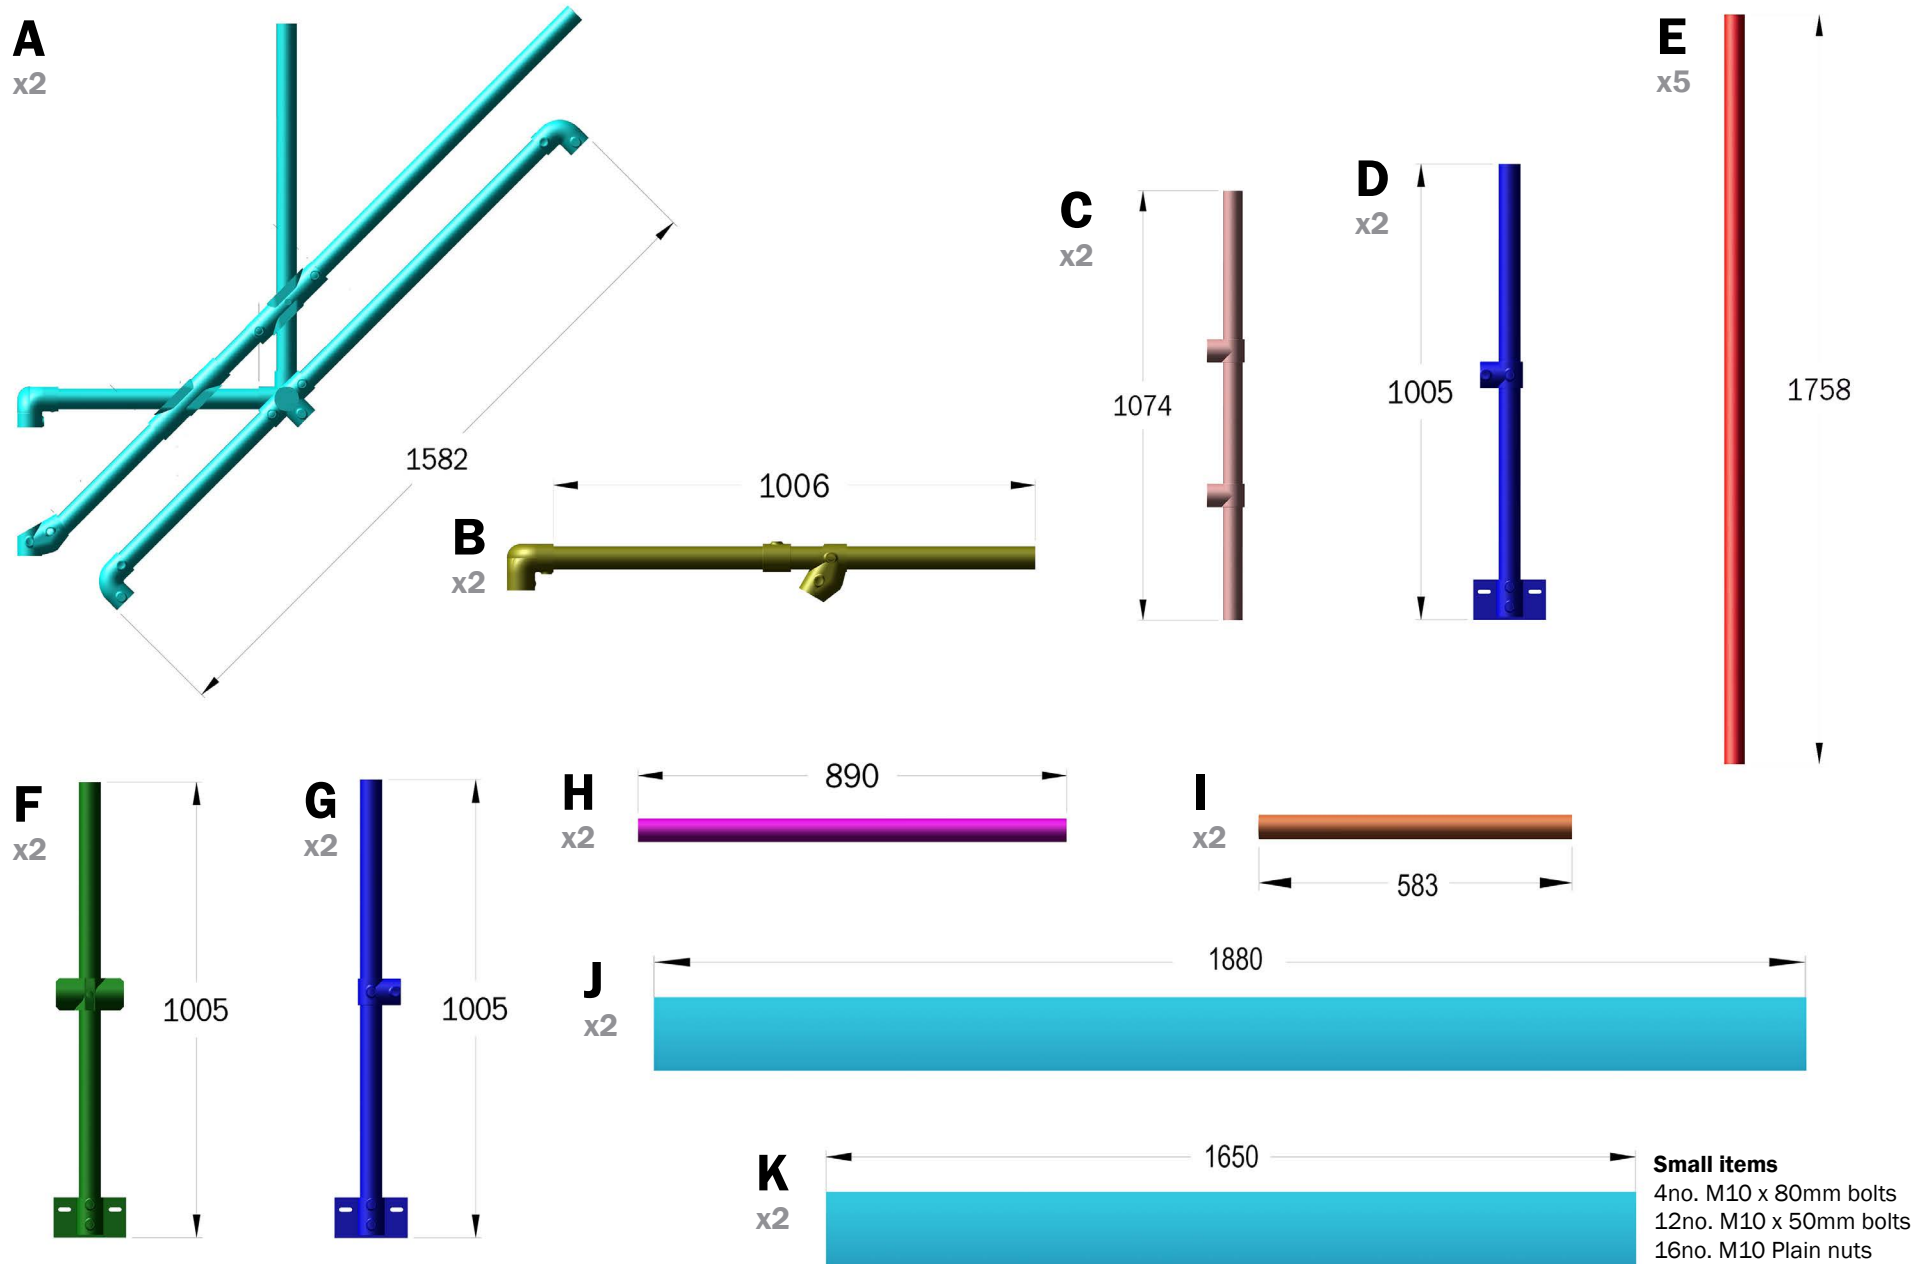 A
x2
1582
B
x2
1006
C
x2
1074
D
x2
1005
E
x5
1758
F
x2
1005
G
x2
1005
H
x2
890
I
x2
583
J
x2
1880
K
x2
1650
Small items
4no. M10 x 80mm bolts
12no. M10 x 50mm bolts
16no. M10 Plain nuts